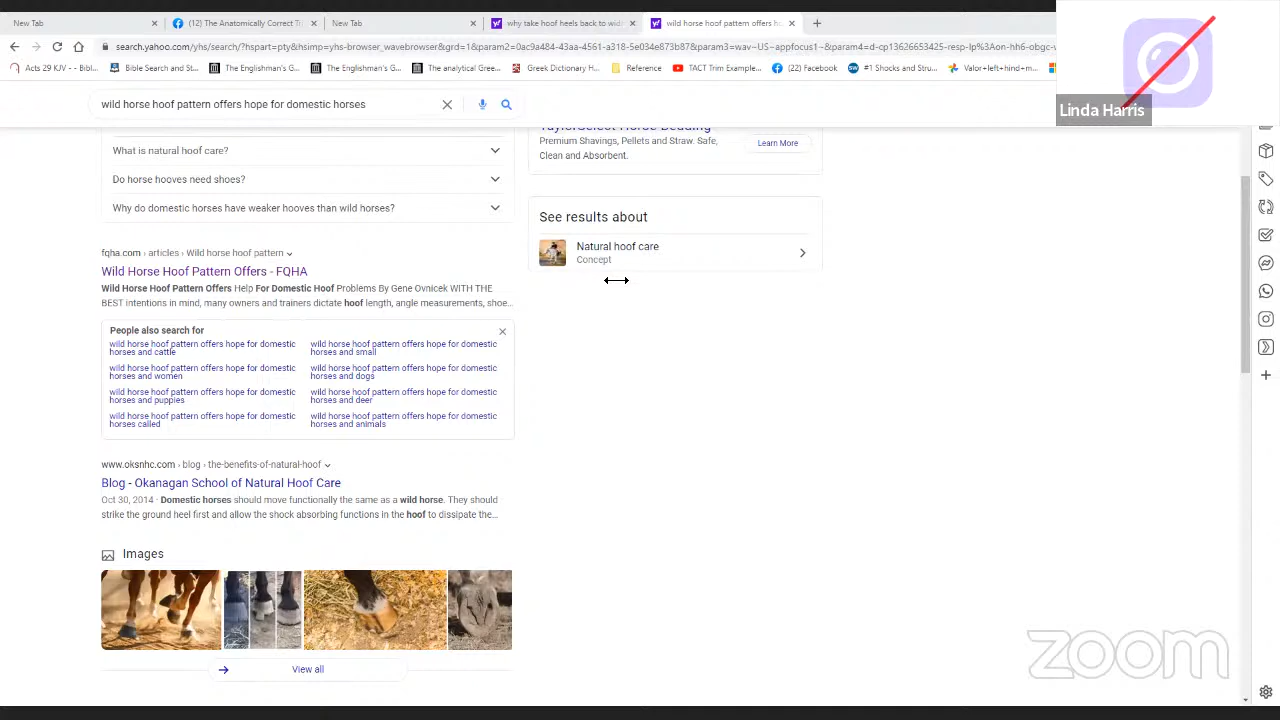 New Tab
(12) The Anatomically Correct Tr
New Tab
why take hoof heels back to wid
wild horse hoof pattern offers h
search.yahoo.com/yhs/search/?hspart=pty&hsimp=yhs-browser_wavebrowser&grd=1&param2=0ac9a484-43aa-4561-a318-5e034e873b87&param3=wav~US~appfocus1~&param4=d-cp13626653425-resp-lp%3Aon-hh6-obgc-w
Acts 29 KJV - - Bibl...
Bible Search and St...
The Englishman's G...
The Englishman's G...
The analytical Gree...
Greek Dictionary H...
Reference
TACT Trim Example...
(22) Facebook
#1 Shocks and Stru...
Valor+left+hind+m...
Linda Harris
wild horse hoof pattern offers hope for domestic horses
TaylorSelect Horse Bedding
Premium Shavings, Pellets and Straw. Safe,
Clean and Absorbent.
Learn More
What is natural hoof care?
Do horse hooves need shoes?
Why do domestic horses have weaker hooves than wild horses?
See results about
Natural hoof care
Concept
fqha.com › articles › Wild horse hoof pattern
Wild Horse Hoof Pattern Offers - FQHA
Wild Horse Hoof Pattern Offers Help For Domestic Hoof Problems By Gene Ovnicek WITH THE
BEST intentions in mind, many owners and trainers dictate hoof length, angle measurements, shoe...
People also search for
wild horse hoof pattern offers hope for domestic
horses and cattle
wild horse hoof pattern offers hope for domestic
horses and small
wild horse hoof pattern offers hope for domestic
horses and women
wild horse hoof pattern offers hope for domestic
horses and dogs
wild horse hoof pattern offers hope for domestic
horses and puppies
wild horse hoof pattern offers hope for domestic
horses and deer
wild horse hoof pattern offers hope for domestic
horses called
wild horse hoof pattern offers hope for domestic
horses and animals
www.oksnhc.com › blog › the-benefits-of-natural-hoof
Blog - Okanagan School of Natural Hoof Care
Oct 30, 2014 · Domestic horses should move functionally the same as a wild horse. They should
strike the ground heel first and allow the shock absorbing functions in the hoof to dissipate the...
Images
View all
zoom